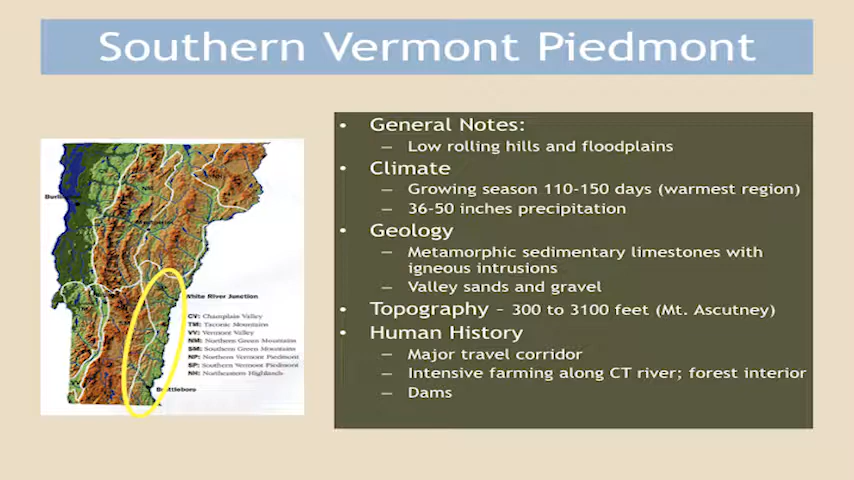 Southern Vermont Piedmont
• General Notes:
– Low rolling hills and floodplains
• Climate
– Growing season 110-150 days (warmest region)
– 36-50 inches precipitation
• Geology
– Metamorphic sedimentary limestones with
igneous intrusions
– Valley sands and gravel
• Topography – 300 to 3100 feet (Mt. Ascutney)
• Human History
– Major travel corridor
– Intensive farming along CT river; forest interior
– Dams
White River Junction
CV: Champlain Valley
TM: Taconic Mountains
VV: Vermont Valley
NM: Northern Green Mountains
SM: Southern Green Mountains
NP: Northern Vermont Piedmont
SP: Southern Vermont Piedmont
NH: Northeastern Highlands
Brattleboro